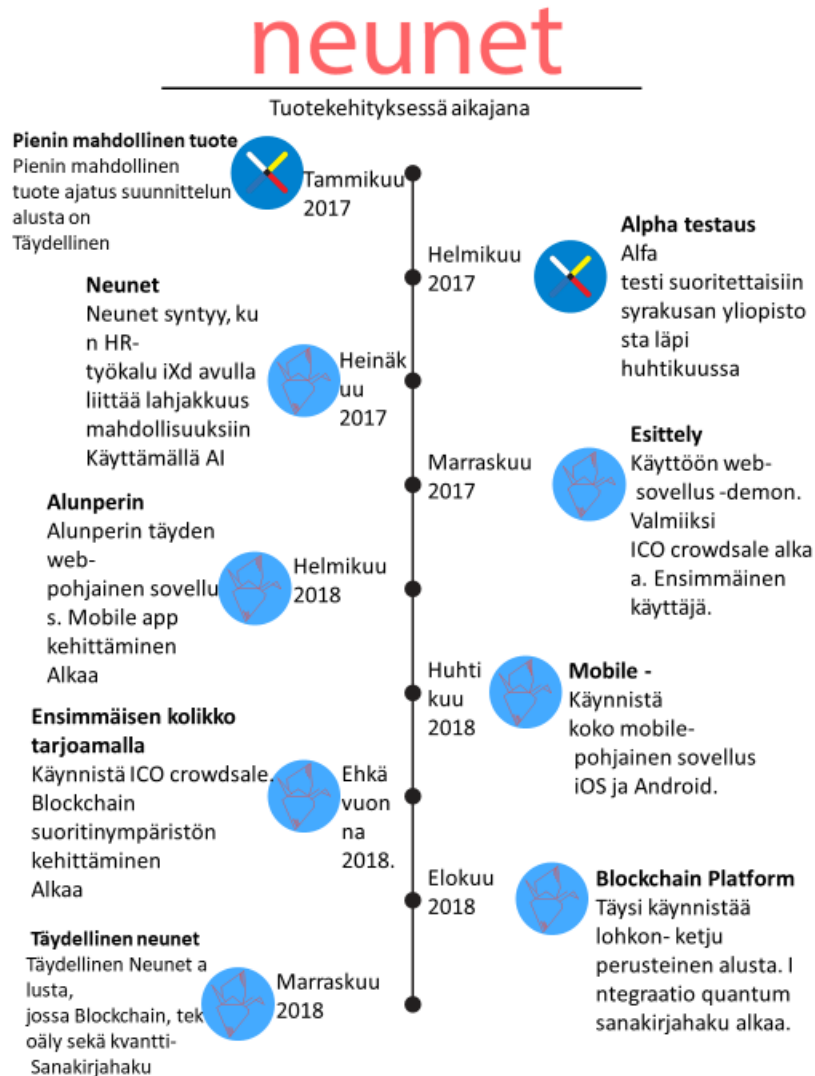 neunet
Tuotekehityksessä aikajana
Pienin mahdollinen tuote
Pienin mahdollinen
tuote ajatus suunnittelun
alusta on
Täydellinen
Tammikuu
2017
Alpha testaus
Alfa
testi suoritettaisiin
syrakusan yliopisto
sta läpi
huhtikuussa
Helmikuu
2017
Neunet
Neunet syntyy, ku
n HR-
työkalu iXd avulla
liittää lahjakkuus
mahdollisuuksiin
Käyttämällä AI
Heinäk
uu
2017
Esittely
Käyttöön web-
sovellus -demon.
Valmiiksi
ICO crowdsale alka
a. Ensimmäinen
käyttäjä.
Marraskuu
2017
Alunperin
Alunperin täyden
web-
pohjainen sovellu
s. Mobile app
kehittäminen
Alkaa
Helmikuu
2018
Huhti
kuu
2018
Mobile -
Käynnistä
koko mobile-
pohjainen sovellus
iOS ja Android.
Ensimmäisen kolikko
tarjoamalla
Käynnistä ICO crowdsale.
Blockchain
suoritinympäristön
kehittäminen
Alkaa
Ehkä
vuon
na
2018.
Elokuu
2018
Blockchain Platform
Täysi käynnistää
lohkon- ketju
perusteinen alusta. I
ntegraatio quantum
sanakirjahaku alkaa.
Täydellinen neunet
Täydellinen Neunet a
lusta,
jossa Blockchain, tek
oäly sekä kvantti-
Sanakirjahaku
Marraskuu
2018